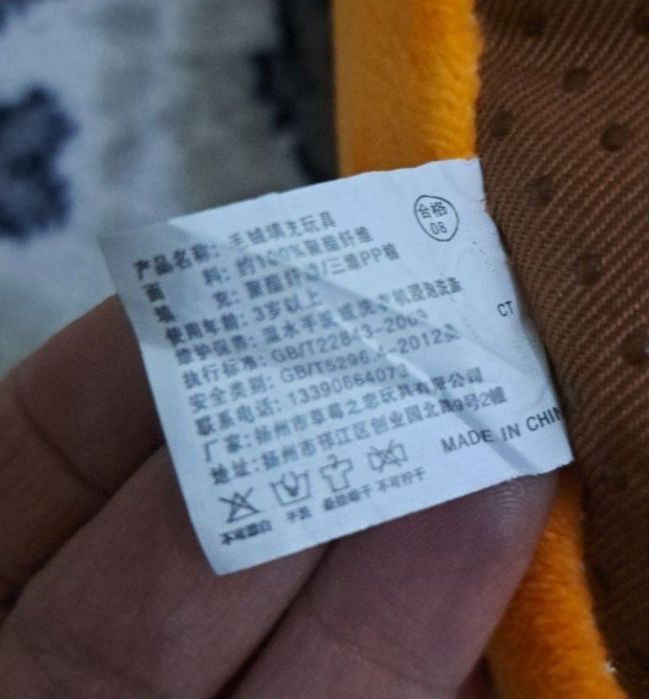 合格
08
产品名称：毛绒填充玩具
面 料：约100%聚酯纤维
填 充：聚酯纤维/三维PP棉
使用年龄：3岁以上
维护保养：温水手洗或洗衣机浸泡洗涤
执行标准：GB/T22843-2009
安全类别：GB/T5296.4-2012
联系电话：13390664073
厂家：扬州市草莓之恋玩具有限公司
地址：扬州市邗江区创业园北路9号2幢
CT
MADE IN CHIN
不可漂白 手洗 悬挂晾干 不可拧干